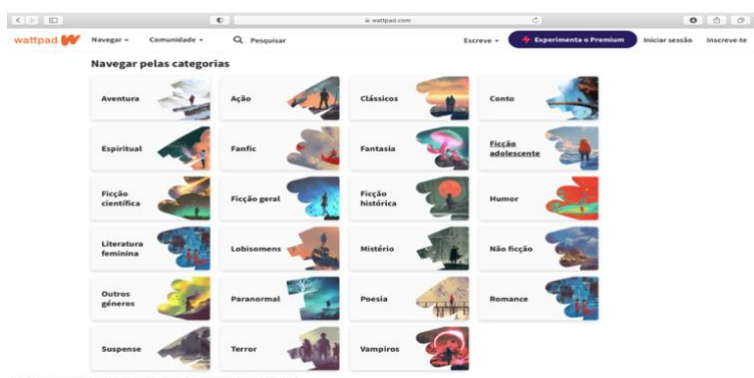 wattpad.com
wattpad Navegar Comunidade Pesquisar Escreve Experimenta o Premium Iniciar sessão Inscreve-te
Navegar pelas categorias
Aventura Ação Clássicos Conto
Espiritual Fanfic Fantasia Ficção
adolescente
Ficção
científica Ficção geral Ficção
histórica Humor
Literatura
feminina Lobisomens Mistério Não ficção
Outros
géneros Paranormal Poesia Romance
Suspense Terror Vampiros